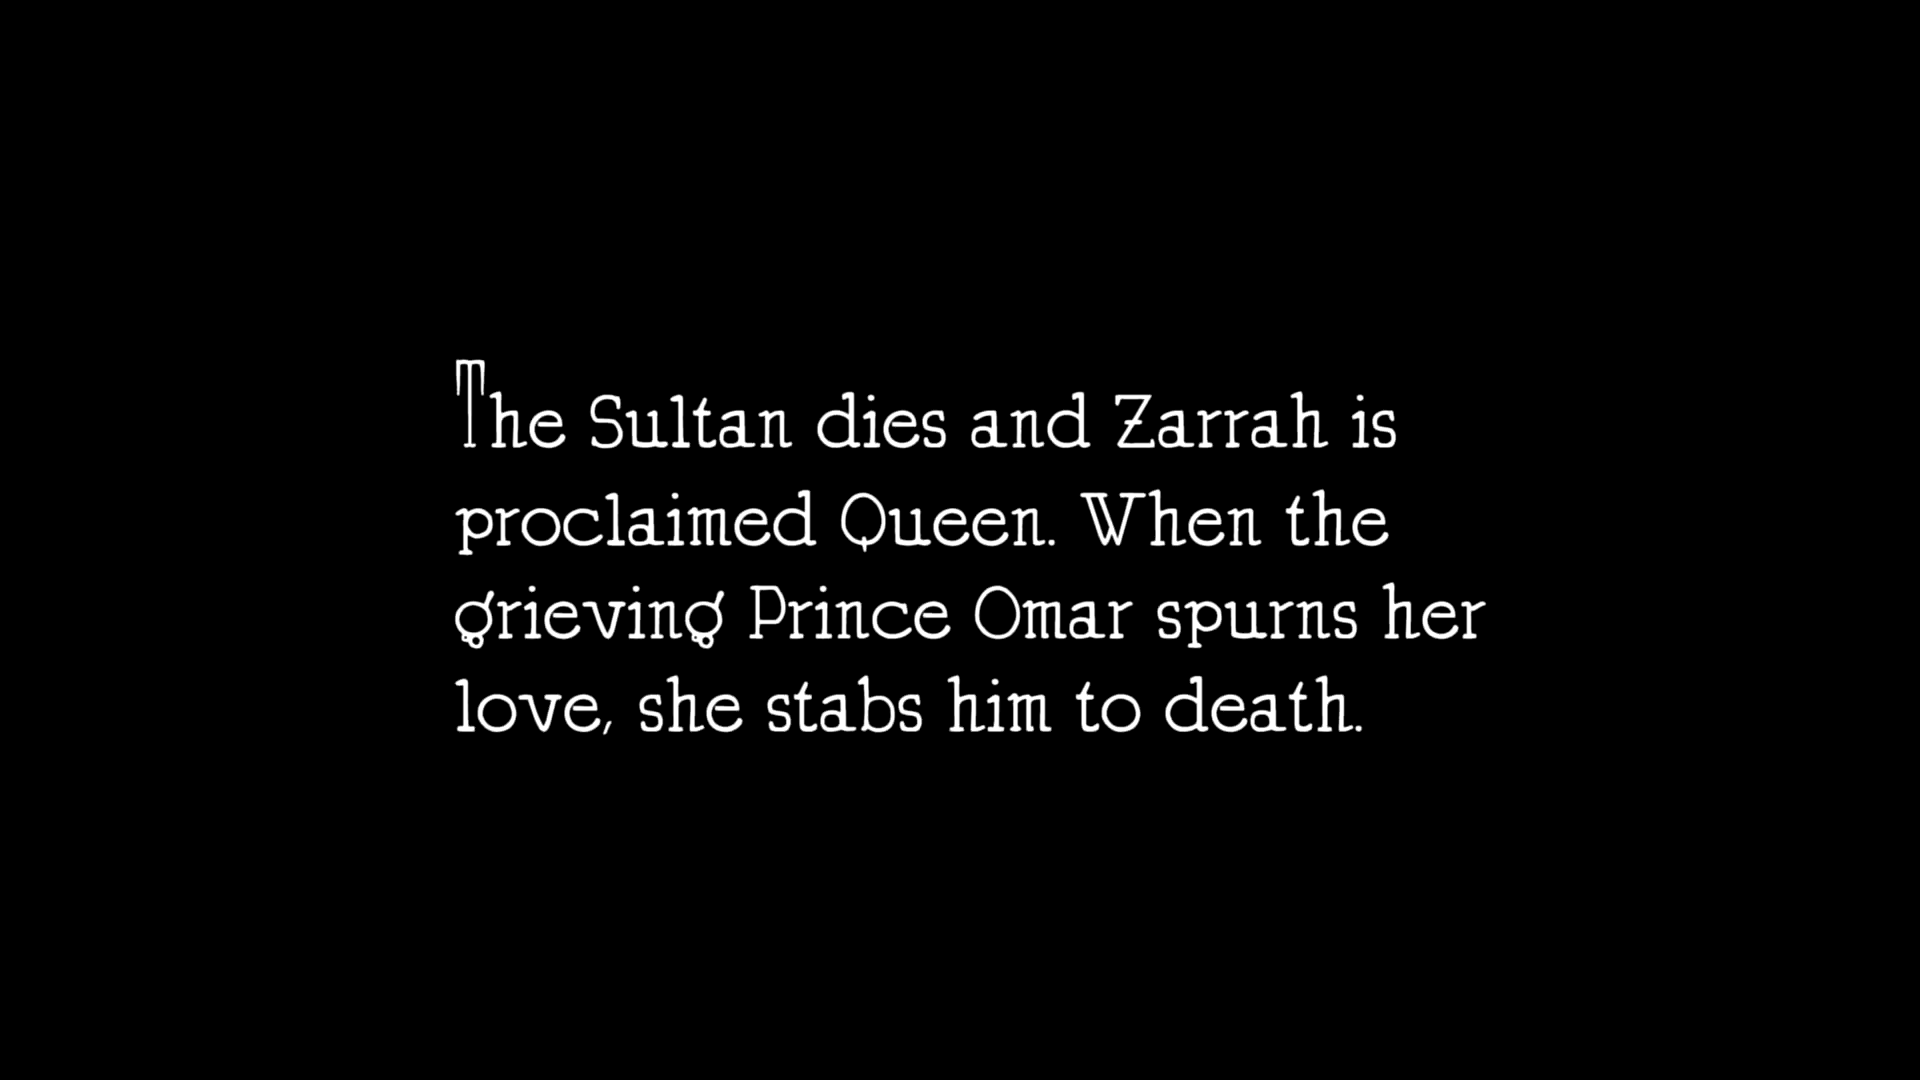 The Sultan dies and Zarrah is
proclaimed Queen. When the
grieving Prince Omar spurns her
love, she stabs him to death.